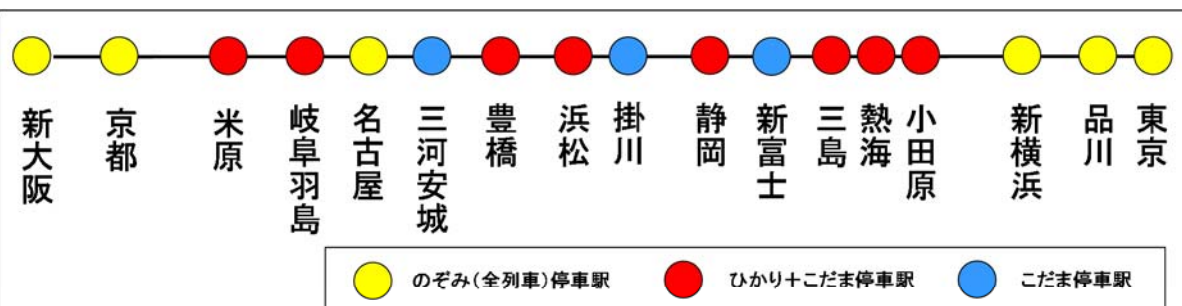 新大阪
京都
米原
岐阜羽島
名古屋
三河安城
豊橋
浜松
掛川
静岡
新富士
三島
熱海
小田原
新横浜
品川
東京
のぞみ(全列車)停車駅
ひかり+こだま停車駅
こだま停車駅